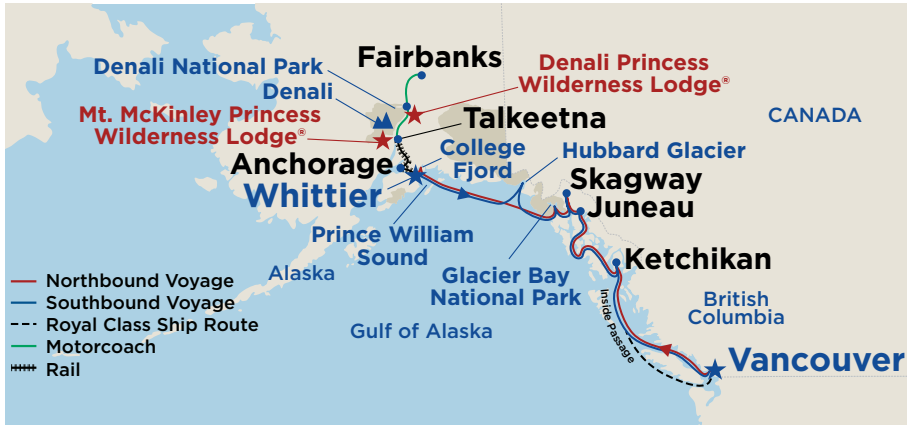 Fairbanks
Denali National Park
Denali
Denali Princess
Wilderness Lodge®
Mt. McKinley Princess
Wilderness Lodge®
Talkeetna
CANADA
Anchorage
College
Fjord
Hubbard Glacier
Whittier
Skagway
Juneau
Prince William
Sound
Glacier Bay
National Park
Ketchikan
Alaska
Gulf of Alaska
Inside Passage
British
Columbia
Vancouver
Northbound Voyage
Southbound Voyage
Royal Class Ship Route
Motorcoach
Rail